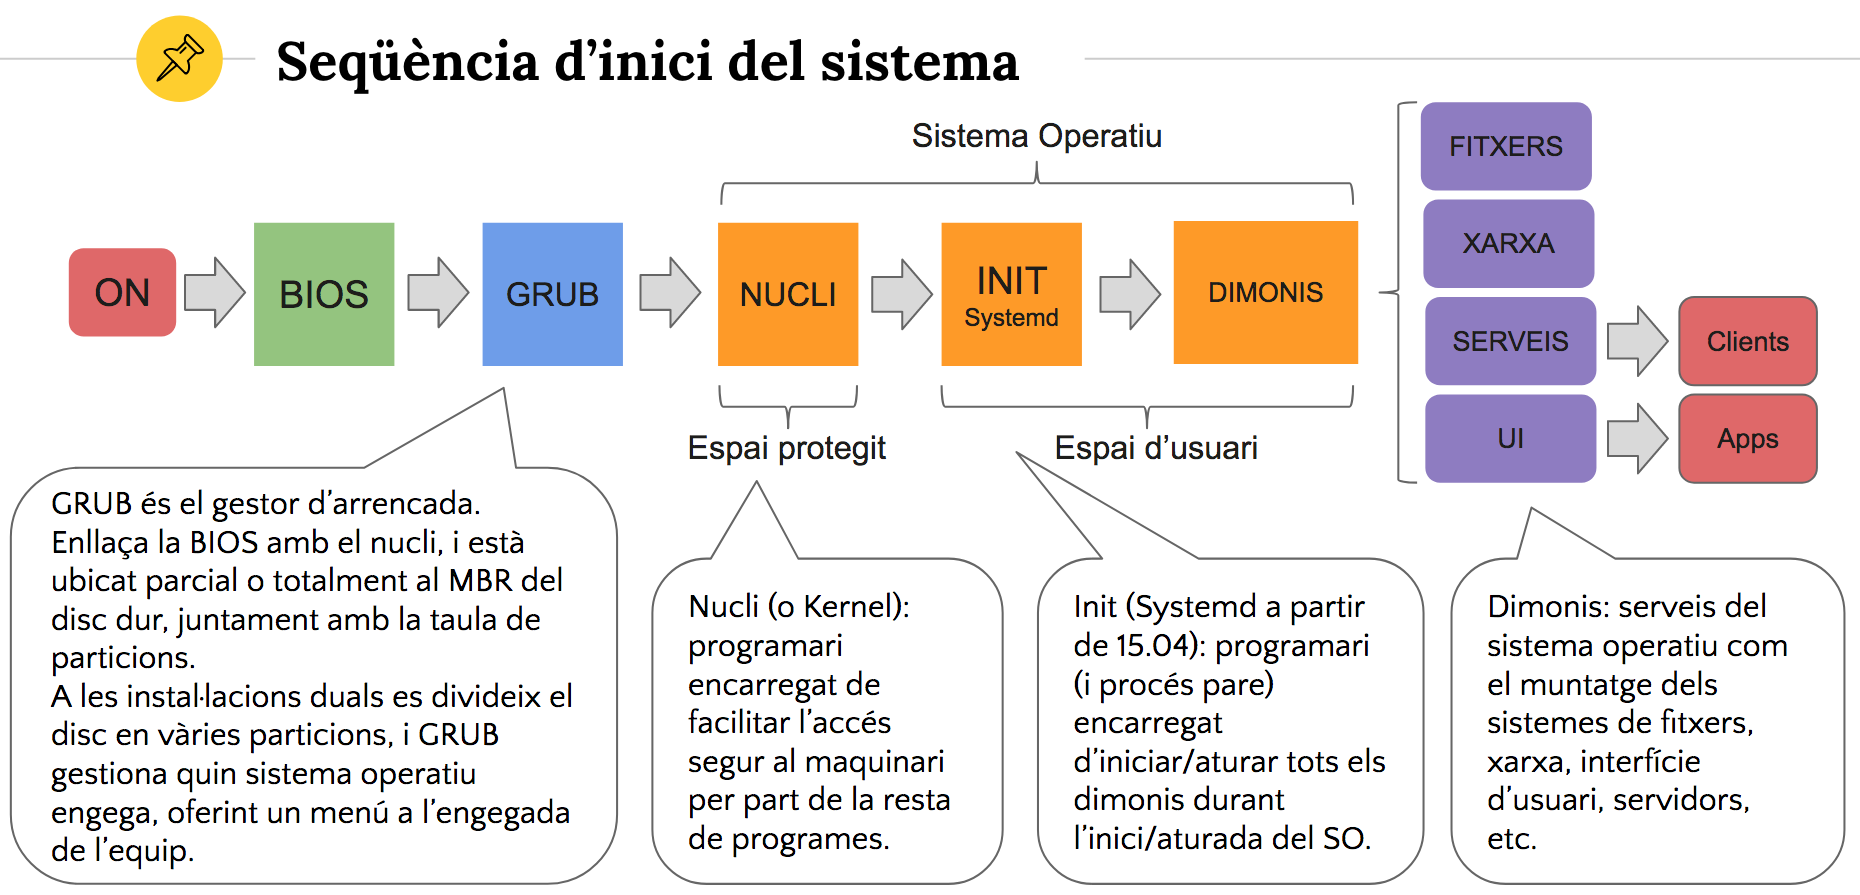 Seqüència d’inici del sistema
Sistema Operatiu
ON
BIOS
GRUB
NUCLI
INIT
Systemd
DIMONIS
FITXERS
XARXA
SERVEIS
Clients
UI
Apps
Espai protegit
Espai d’usuari
GRUB és el gestor d’arrencada.
Enllaça la BIOS amb el nucli, i està
ubicat parcial o totalment al MBR del
disc dur, juntament amb la taula de
particions.
A les instal·lacions duals es divideix el
disc en vàries particions, i GRUB
gestiona quin sistema operatiu
engega, oferint un menú a l’engegada
de l’equip.
Nucli (o Kernel):
programari
encarregat de
facilitar l’accés
segur al maquinari
per part de la resta
de programes.
Init (Systemd a partir
de 15.04): programari
(i procés pare)
encarregat
d’iniciar/aturar tots els
dimonis durant
l’inici/aturada del SO.
Dimonis: serveis del
sistema operatiu com
el muntatge dels
sistemes de fitxers,
xarxa, interfície
d’usuari, servidors,
etc.